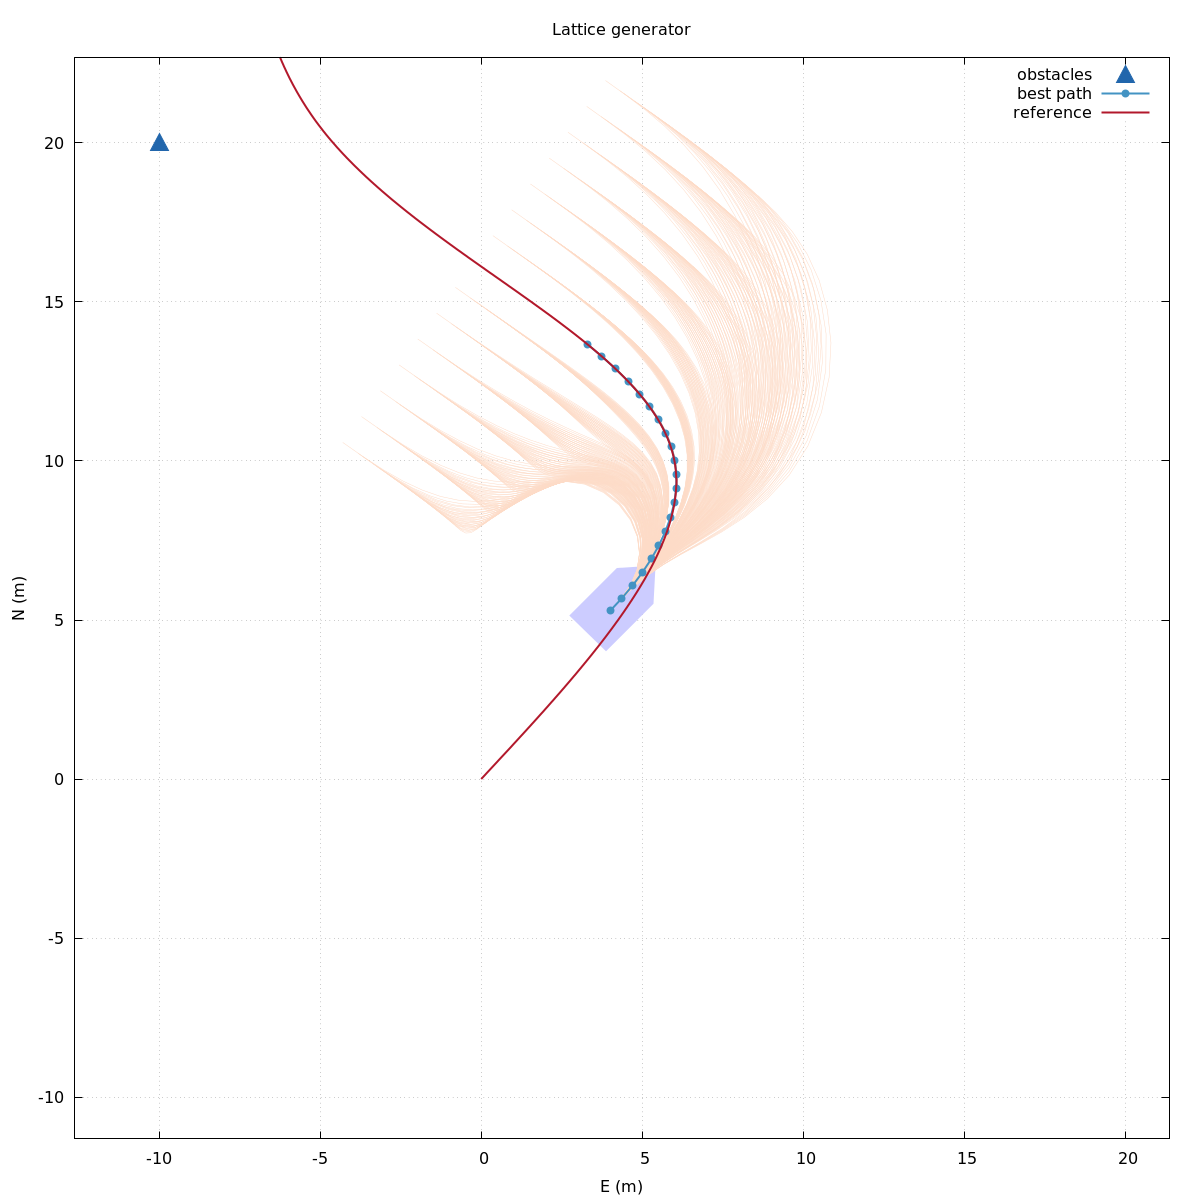 Lattice generator
obstacles
best path
reference
20
15
10
5
0
-5
-10
N (m)
-10 -5 0 5 10 15 20
E (m)